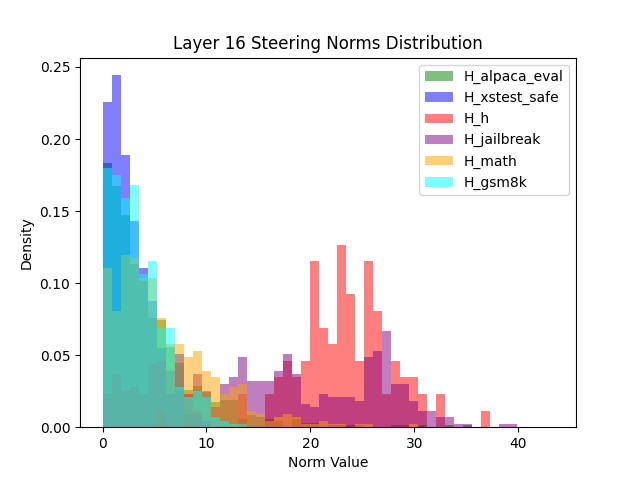 Layer 16 Steering Norms Distribution
0.25
0.20
0.15
0.10
0.05
0.00
Density
0
10
20
30
40
Norm Value
H_alpaca_eval
H_xstest_safe
H_h
H_jailbreak
H_math
H_gsm8k